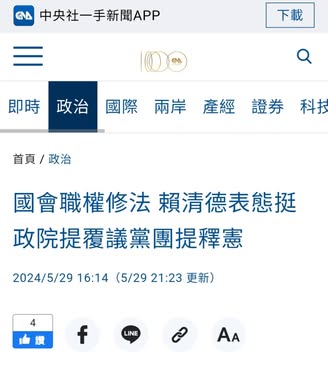 CNA 中央社一手新聞APP 下載
100 CNA
即時 政治 國際 兩岸 產經 證券 科技
首頁 / 政治
國會職權修法 賴清德表態挺
政院提覆議黨團提釋憲
2024/5/29 16:14（5/29 21:23 更新）
4
讚
f LINE AA